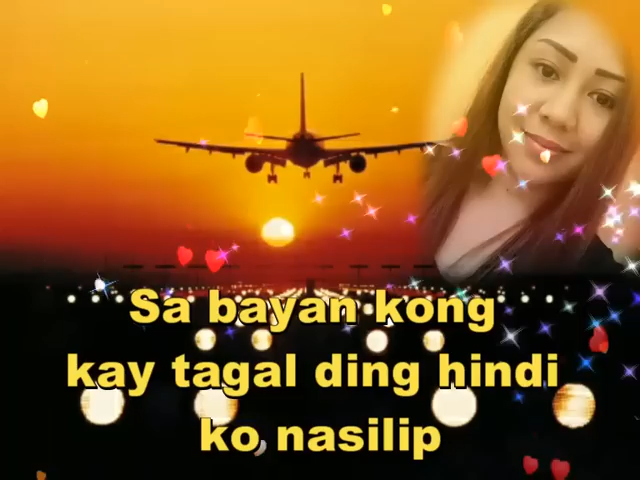 Sa bayan kong
kay tagal ding hindi
ko nasilip